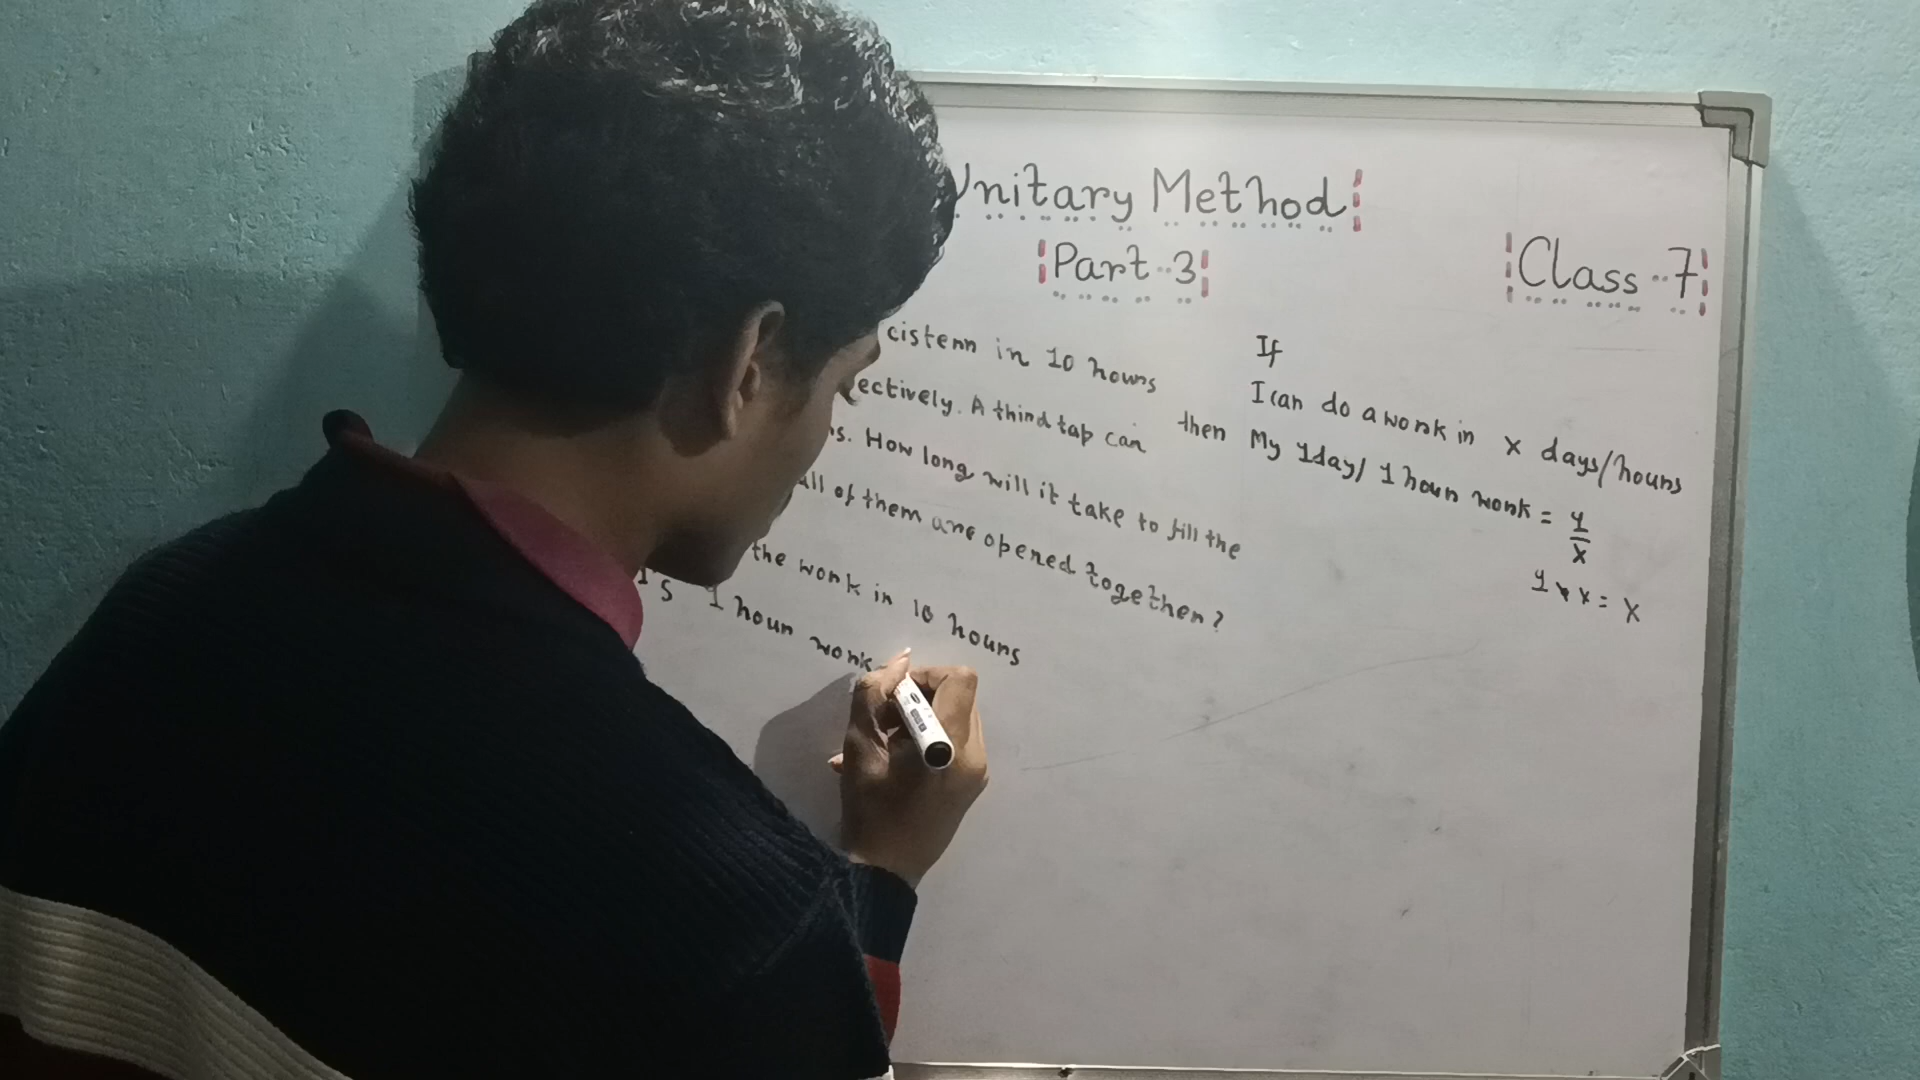 Unitary Method
Part-3
Class-7
cistern in 10 hours
ectively. A third tap can
s. How long will it take to fill the
all of them are opened together?
the work in 10 hours
's 1 hour work
If
I can do a work in x days/hours
then My 1day/ 1 hour work = 1/x